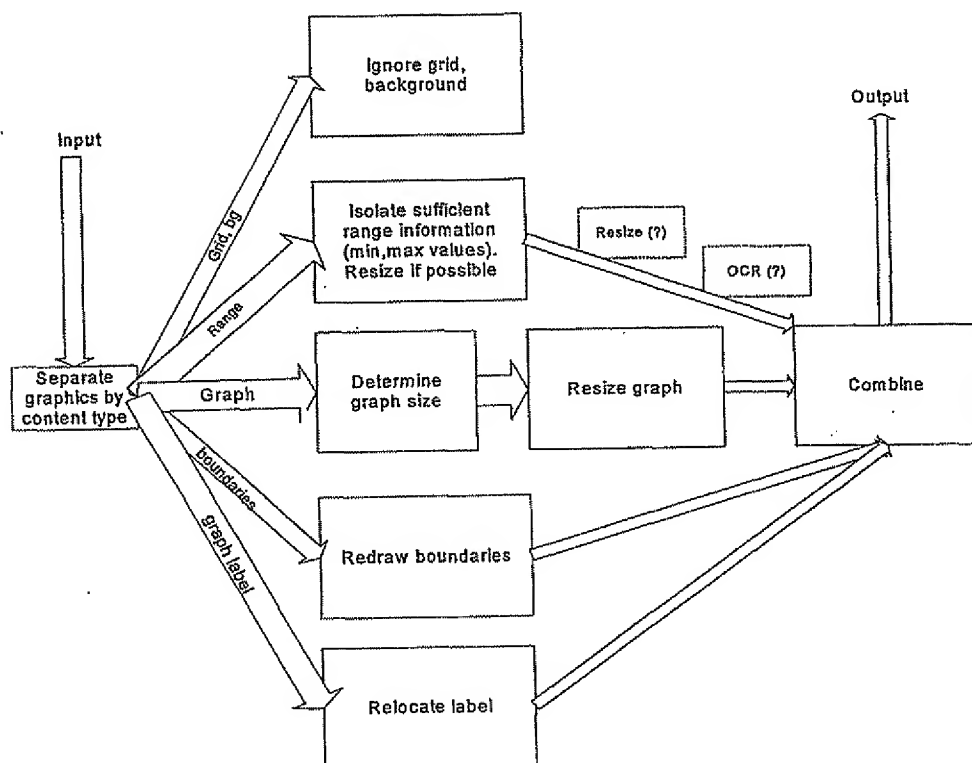 Ignore grid,
background
Output
Input
Grid, bg
Isolate sufficient
range information
(min,max values).
Resize if possible
Resize (?)
OCR (?)
Range
Separate
graphics by
content type
Graph
Determine
graph size
Resize graph
Combine
boundaries
graph label
Redraw boundaries
Relocate label